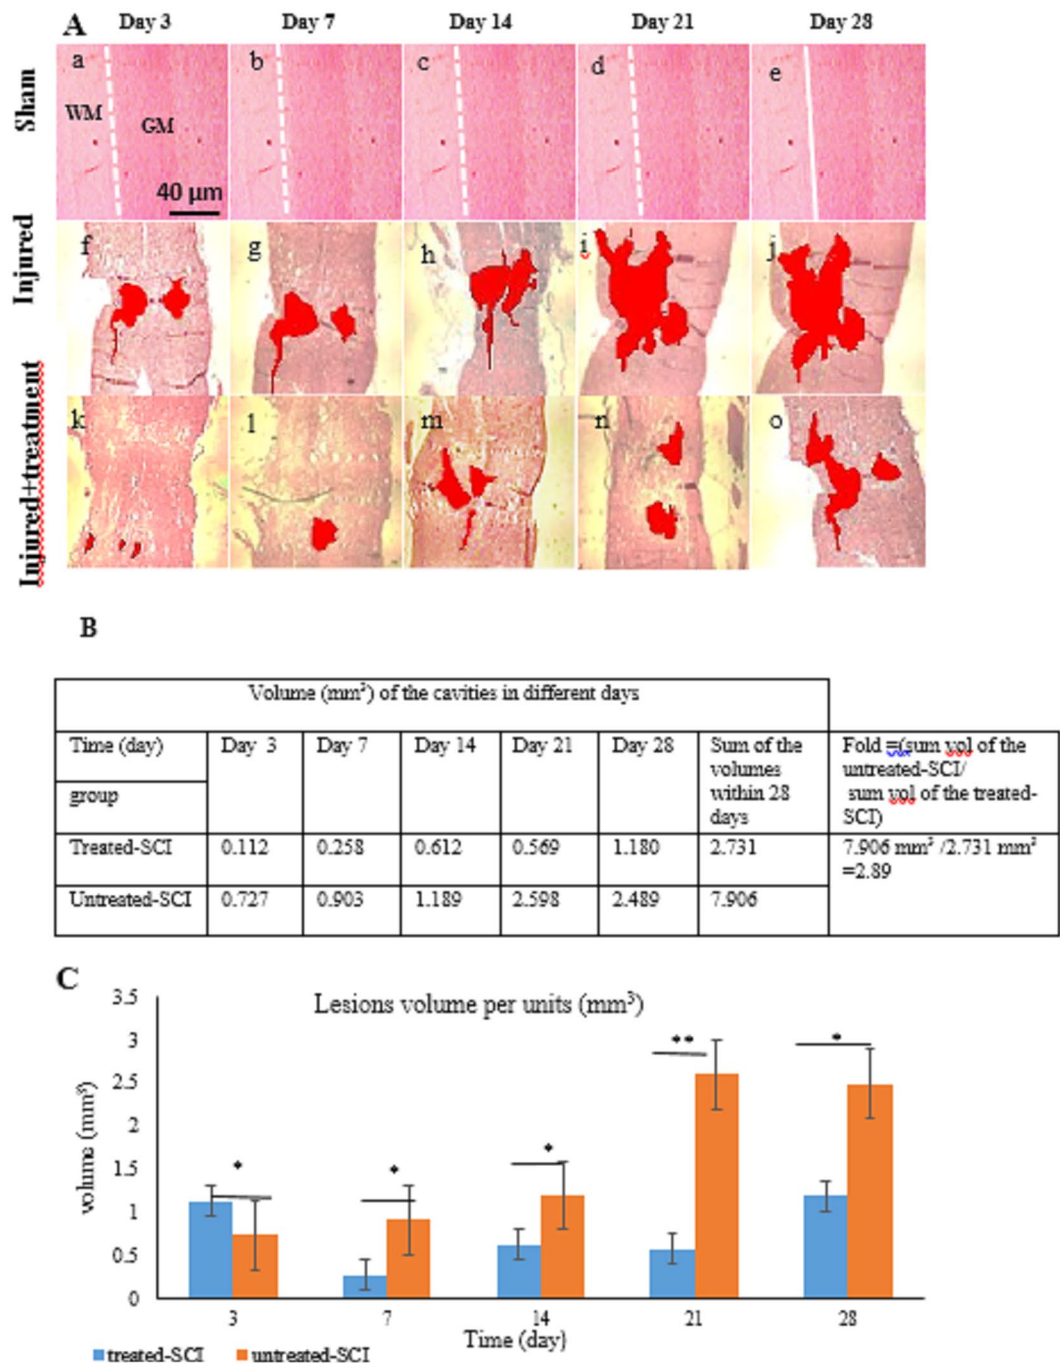 A
Day 3 Day 7 Day 14 Day 21 Day 28
Sham
a b c d e
WM GM
40 µm
Injured
f g h i j
Injured+treatment
k l m n o
B
Volume (mm³) of the cavities in different days
Time (day) Day 3 Day 7 Day 14 Day 21 Day 28 Sum of the Fold =(sum vol of the
volumes untreated-SCI/
group within 28 sum vol of the treated-
days SCI)
Treated-SCI 0.112 0.258 0.612 0.569 1.180 2.731 7.906 mm³ /2.731 mm³
=2.89
Untreated-SCI 0.727 0.903 1.189 2.598 2.489 7.906
C
Lesions volume per units (mm³)
volume (mm³)
3.5
3
2.5
2
1.5
1
0.5
0
* * * ** *
3 7 14 21 28
Time (day)
treated-SCI untreated-SCI